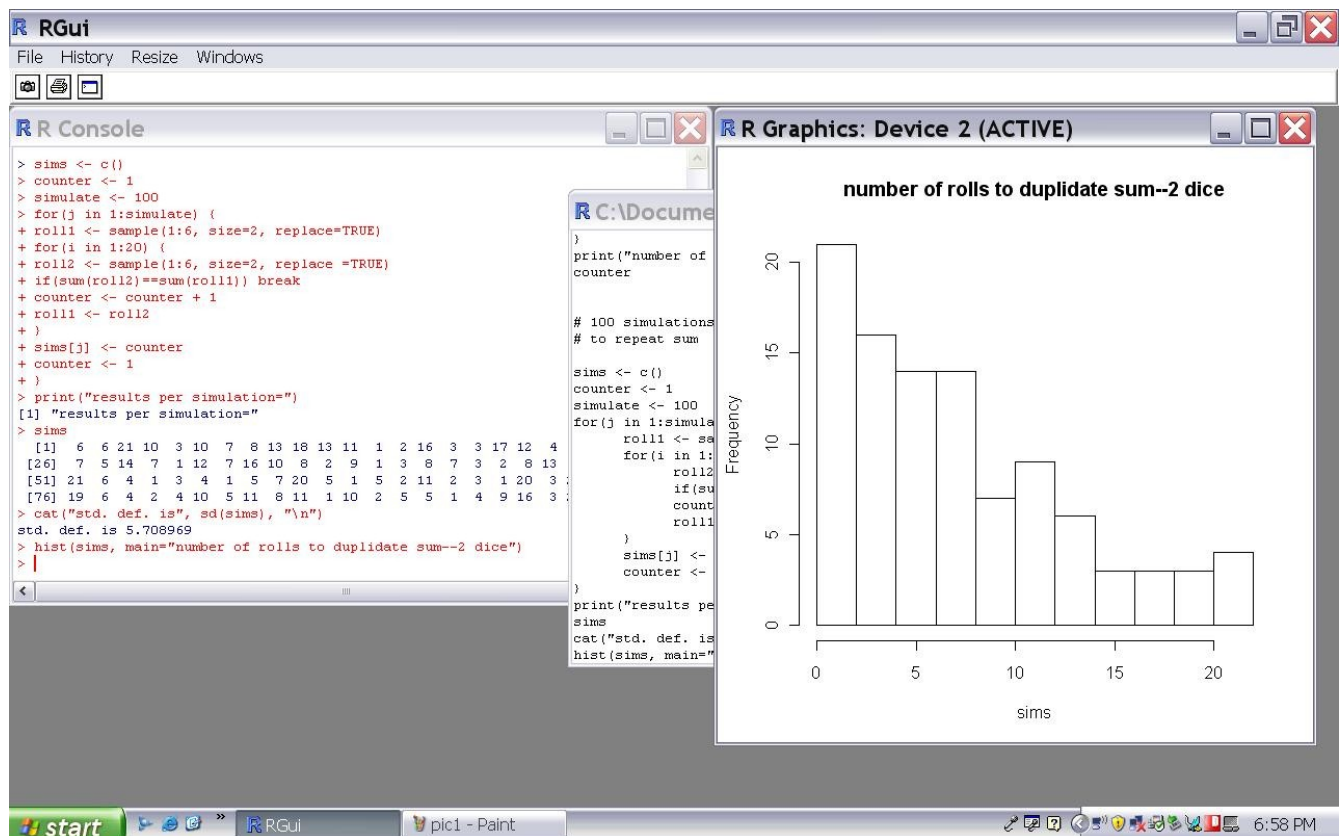 RGui
File History Resize Windows
R Console
> sims <- c()
> counter <- 1
> simulate <- 100
> for(j in 1:simulate) {
+ roll1 <- sample(1:6, size=2, replace=TRUE)
+ for(i in 1:20) {
+ roll2 <- sample(1:6, size=2, replace =TRUE)
+ if(sum(roll2)==sum(roll1)) break
+ counter <- counter + 1
+ roll1 <- roll2
+ }
+ sims[j] <- counter
+ counter <- 1
+ }
> print("results per simulation=")
[1] "results per simulation="
> sims
[1] 6 6 21 10 3 10 7 8 13 18 13 11 1 2 16 3 3 17 12 4
[26] 7 5 14 7 1 12 7 16 10 8 2 9 1 3 8 7 3 2 8 13
[51] 21 6 4 1 3 4 1 5 7 20 5 1 5 2 11 2 3 1 20 3
[76] 19 6 4 2 4 10 5 11 8 11 1 10 2 5 5 1 4 9 16 3
> cat("std. def. is", sd(sims), "\n")
std. def. is 5.708969
> hist(sims, main="number of rolls to duplidate sum--2 dice")
>
C:\Docume
}
print("number of
counter
# 100 simulations
# to repeat sum
sims <- c()
counter <- 1
simulate <- 100
for(j in 1:simula
roll1 <- sa
for(i in 1:
roll2
if(su
count
roll1
}
sims[j] <-
counter <-
}
print("results pe
sims
cat("std. def. is
hist(sims, main="
R Graphics: Device 2 (ACTIVE)
number of rolls to duplidate sum--2 dice
Frequency
20
15
10
5
0
0 5 10 15 20
sims
start
RGui
pic1 - Paint
6:58 PM